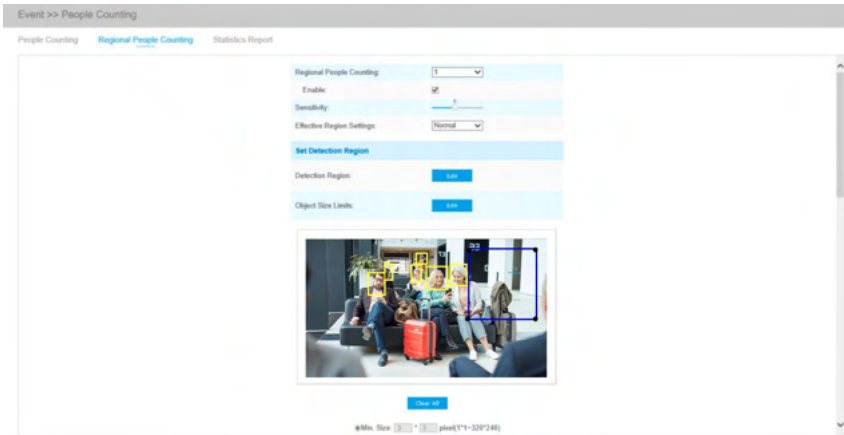 Event >> People Counting
People Counting Regional People Counting Statistics Report
Regional People Counting: 1
Enable
Sensitivity:
Effective Region Settings: Normal
Set Detection Region
Detection Region: Edit
Object Size Limits: Edit
Clear All
Min. Size: 3 * 3 pixel(1*1~320*240)